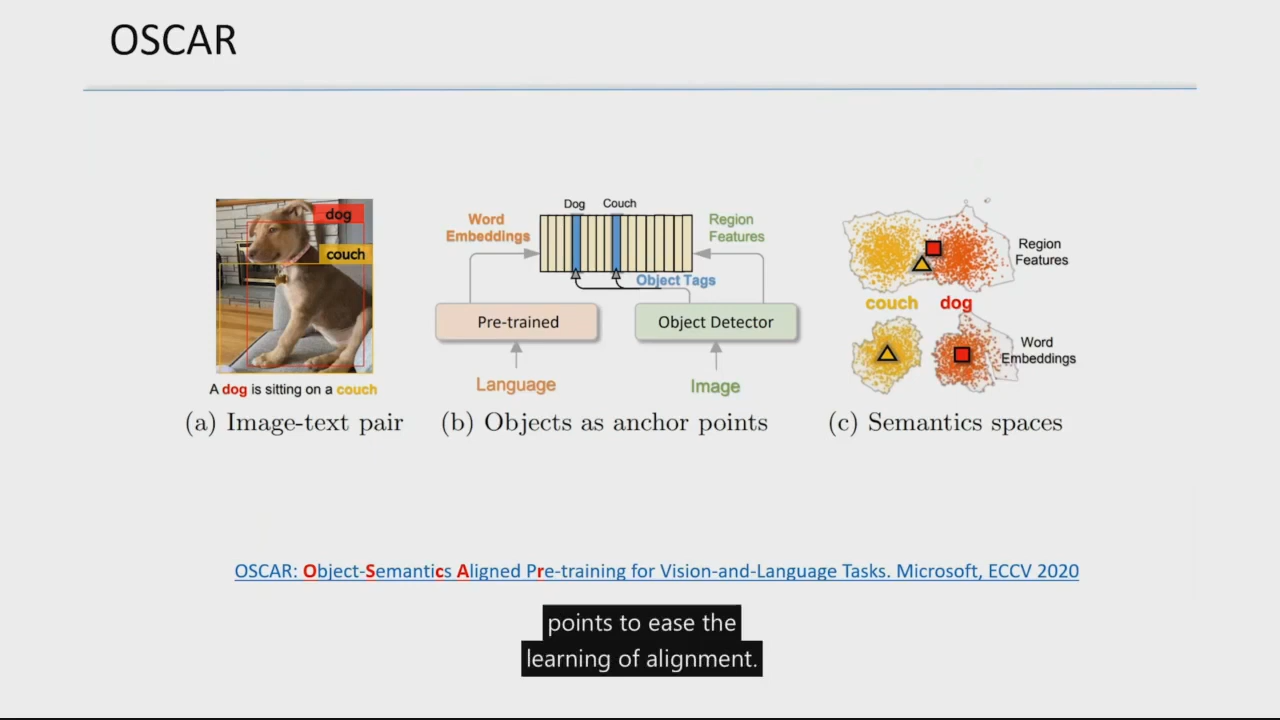 OSCAR
dog
couch
A dog is sitting on a couch
(a) Image-text pair
Dog Couch
Word
Embeddings
Region
Features
Object Tags
Pre-trained
Object Detector
Language
Image
(b) Objects as anchor points
Region
Features
couch dog
Word
Embeddings
(c) Semantics spaces
OSCAR: Object-Semantics Aligned Pre-training for Vision-and-Language Tasks. Microsoft, ECCV 2020
points to ease the
learning of alignment.